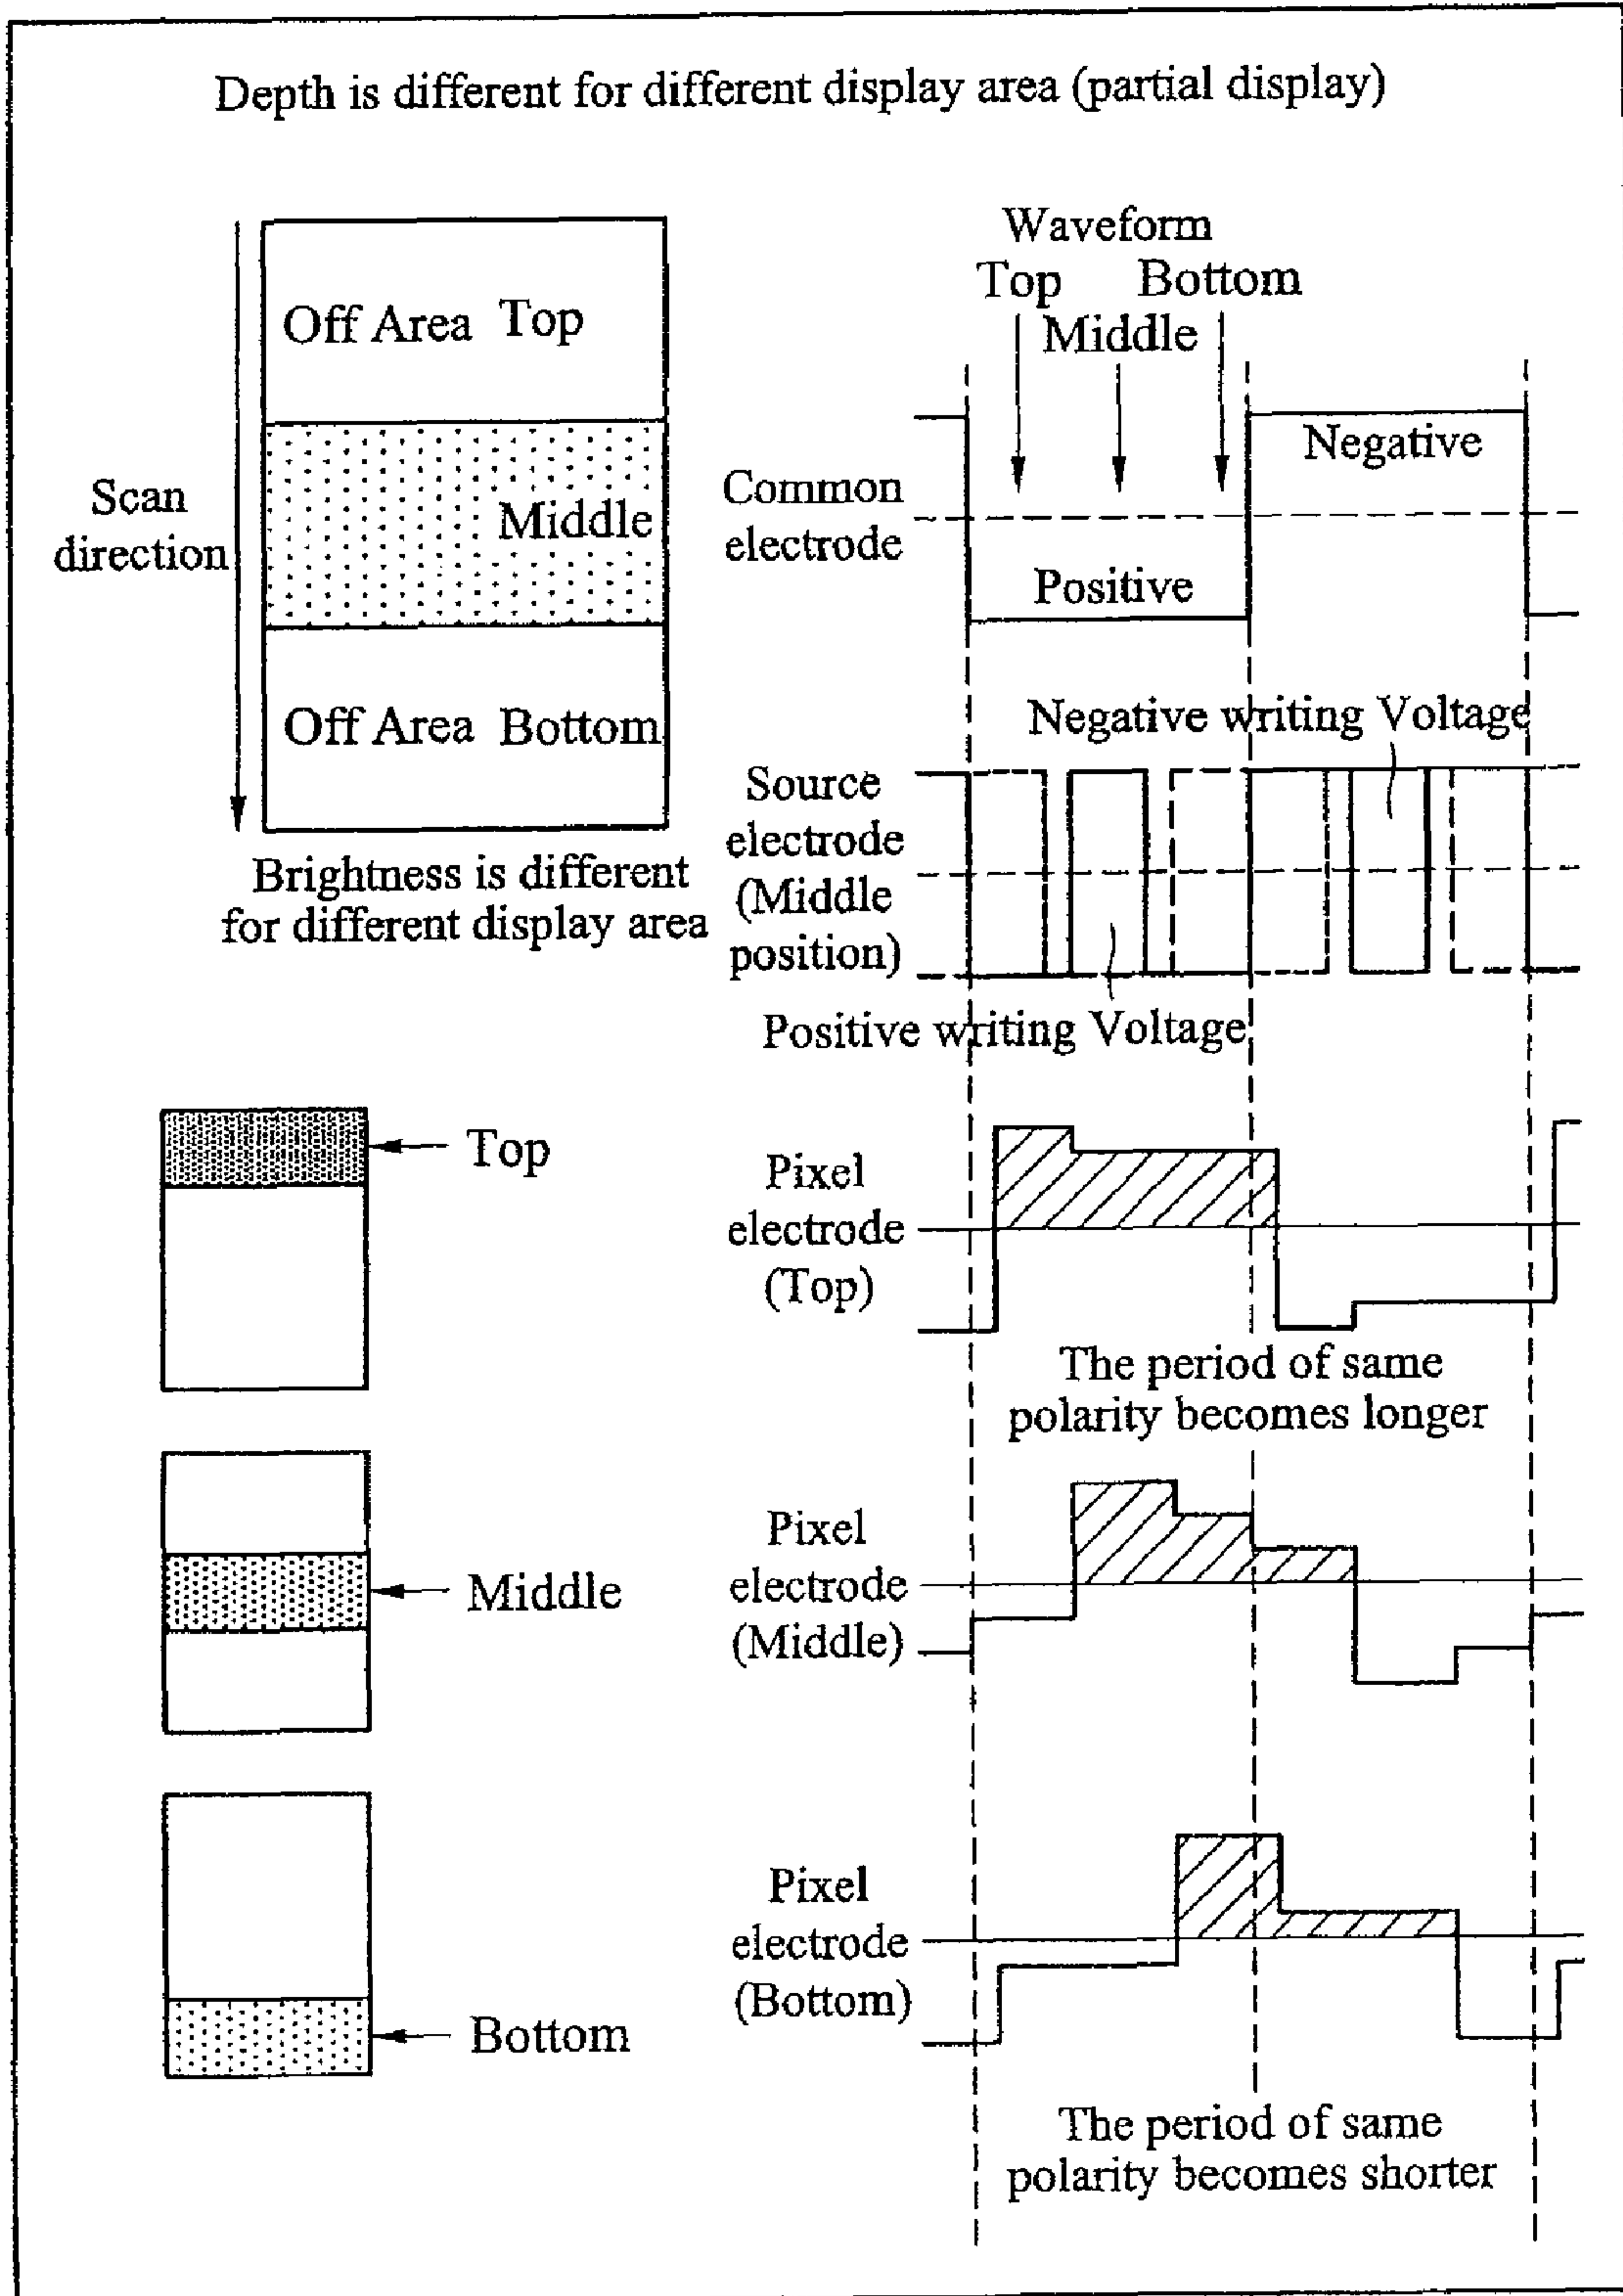 Depth is different for different display area (partial display)
Scan
direction
Off Area Top
Middle
Off Area Bottom
Brightness is different
for different display area
Waveform
Top Bottom
Middle
Common
electrode
Negative
Positive
Negative writing Voltage
Source
electrode
(Middle
position)
Positive writing Voltage
Top
Pixel
electrode
(Top)
The period of same
polarity becomes longer
Middle
Pixel
electrode
(Middle)
Bottom
Pixel
electrode
(Bottom)
The period of same
polarity becomes shorter